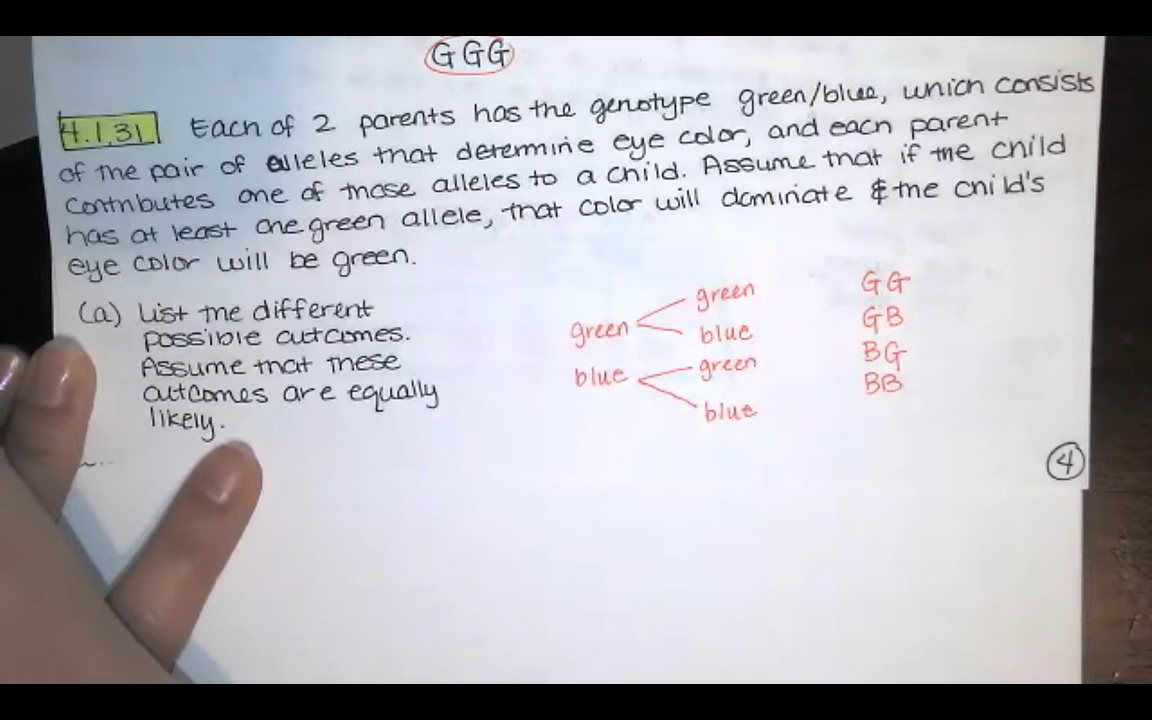 GGG
4.1.31 Each of 2 parents has the genotype green/blue, which consists
of the pair of alleles that determine eye color, and each parent
contributes one of those alleles to a child. Assume that if the child
has at least one green allele, that color will dominate & the child's
eye color will be green.
(a) List the different
possible outcomes.
Assume that these
outcomes are equally
likely.
green
green
blue
blue
green
blue
GG
GB
BG
BB
4